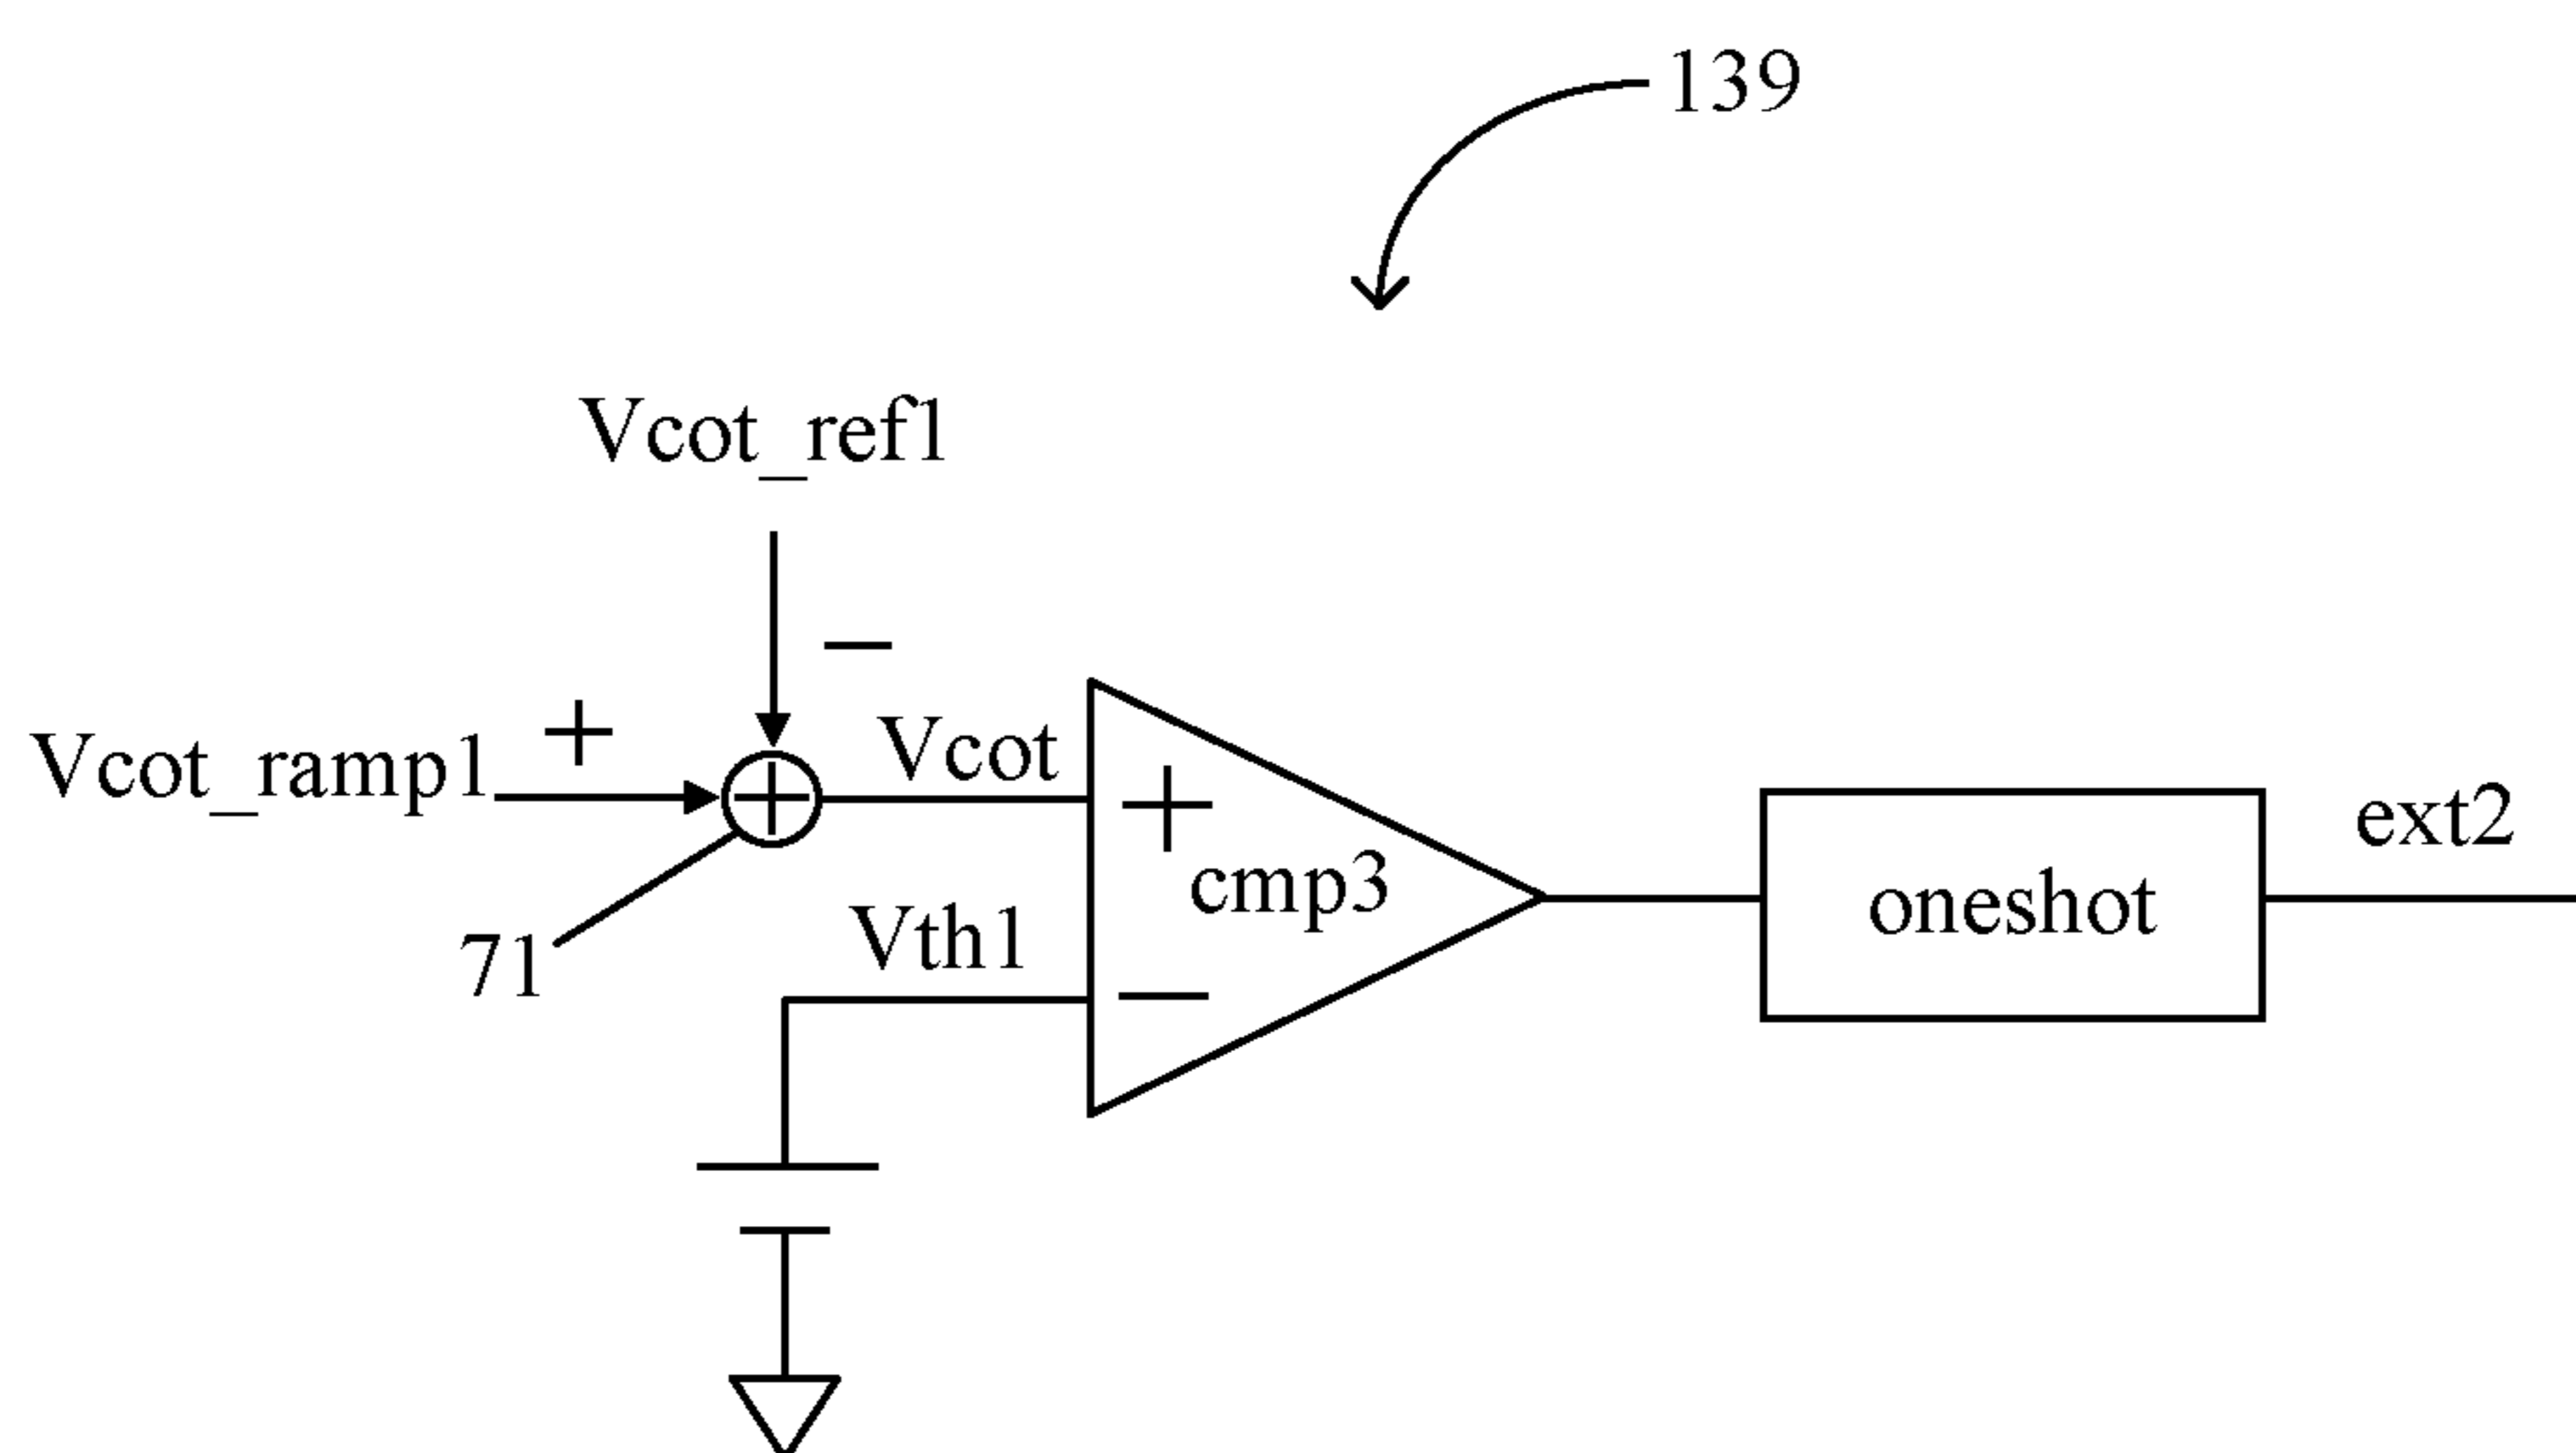 139
Vcot_ref1
−
+
Vcot_ramp1
Vcot
+
cmp3
Vth1
−
71
oneshot
ext2